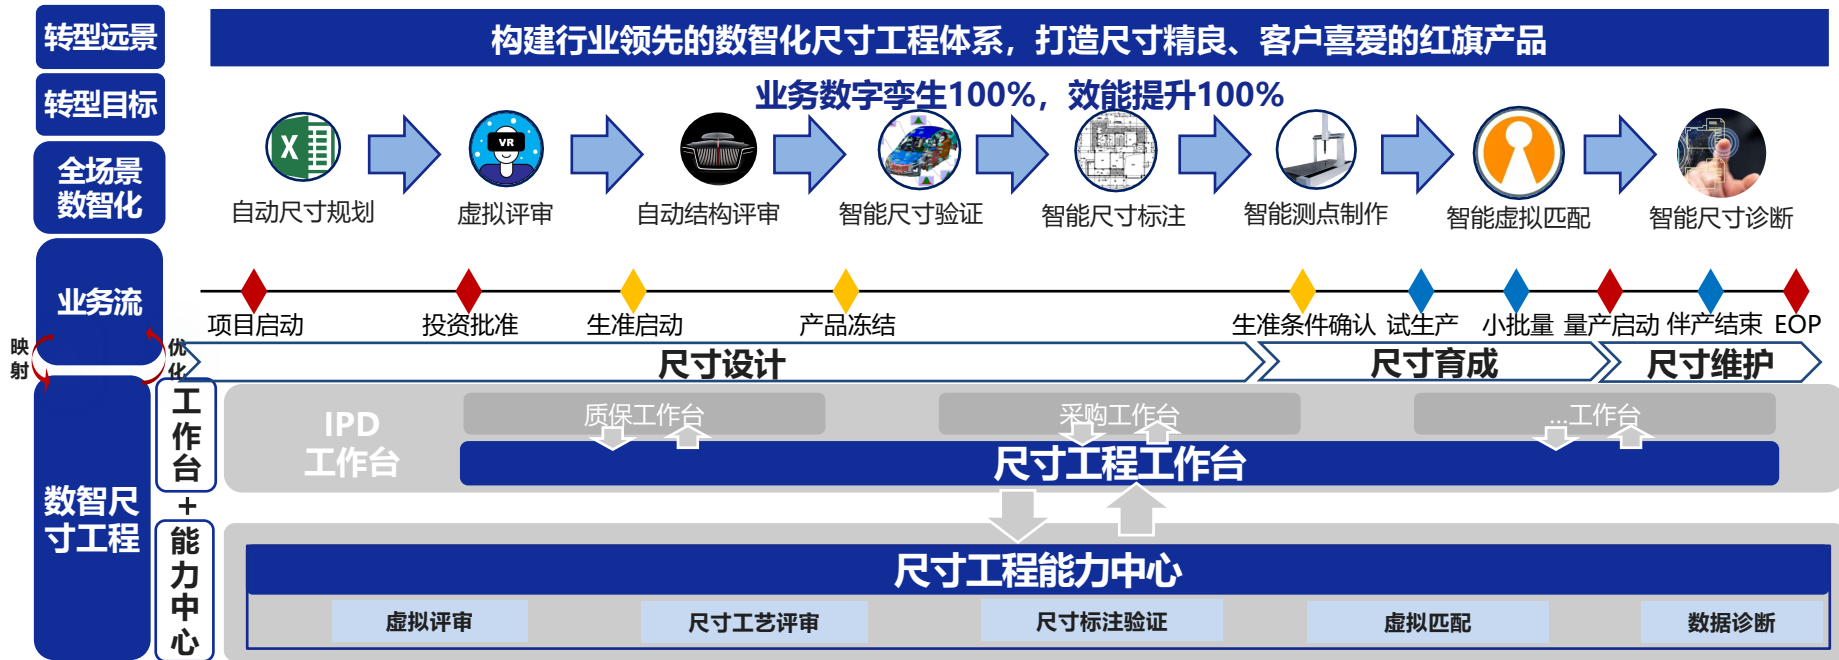 转型远景
构建行业领先的数智化尺寸工程体系，打造尺寸精良、客户喜爱的红旗产品
转型目标
业务数字孪生100%，效能提升100%
全场景
数智化
X
VR
自动尺寸规划
虚拟评审
自动结构评审
智能尺寸验证
智能尺寸标注
智能测点制作
智能虚拟匹配
智能尺寸诊断
业务流
项目启动
投资批准
生准启动
产品冻结
生准条件确认
试生产
小批量
量产启动
伴产结束
EOP
映
射
优
化
尺寸设计
尺寸育成
尺寸维护
数智尺
寸工程
工
作
台
+
能
力
中
心
IPD
工作台
质保工作台
采购工作台
...工作台
尺寸工程工作台
尺寸工程能力中心
虚拟评审
尺寸工艺评审
尺寸标注验证
虚拟匹配
数据诊断